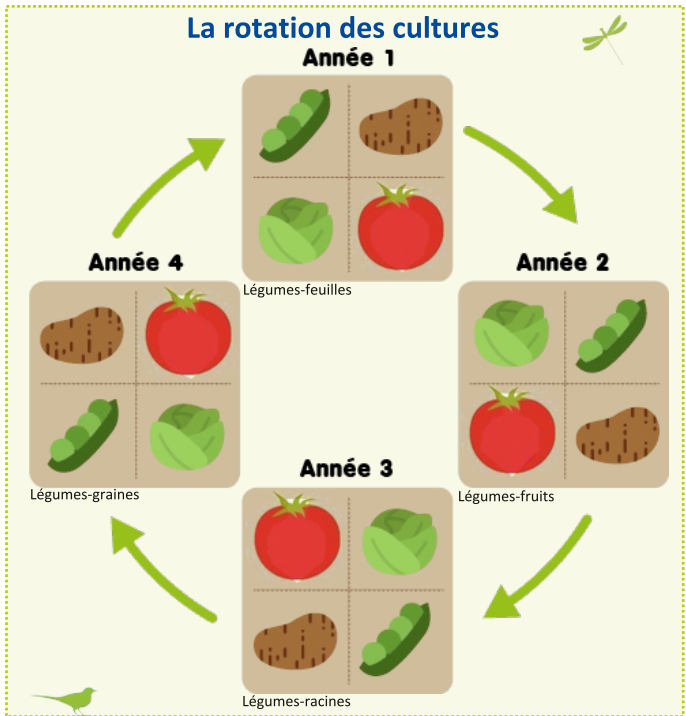 La rotation des cultures
Année 1
Légumes-feuilles
Année 4
Année 2
Légumes-graines
Légumes-fruits
Année 3
Légumes-racines